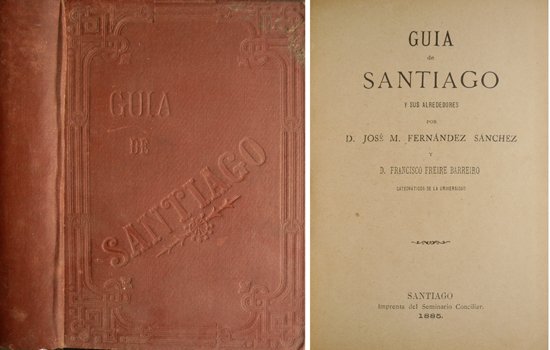 GUIA
DE
SANTIAGO
GUIA
de
SANTIAGO
Y SUS ALREDEDORES
POR
D. JOSÉ M. FERNÁNDEZ SÁNCHEZ
Y
D. FRANCISCO FREIRE BARREIRO
CATEDRÁTICOS DE LA UNIVERSIDAD
SANTIAGO
Imprenta del Seminario Conciliar.
1885.